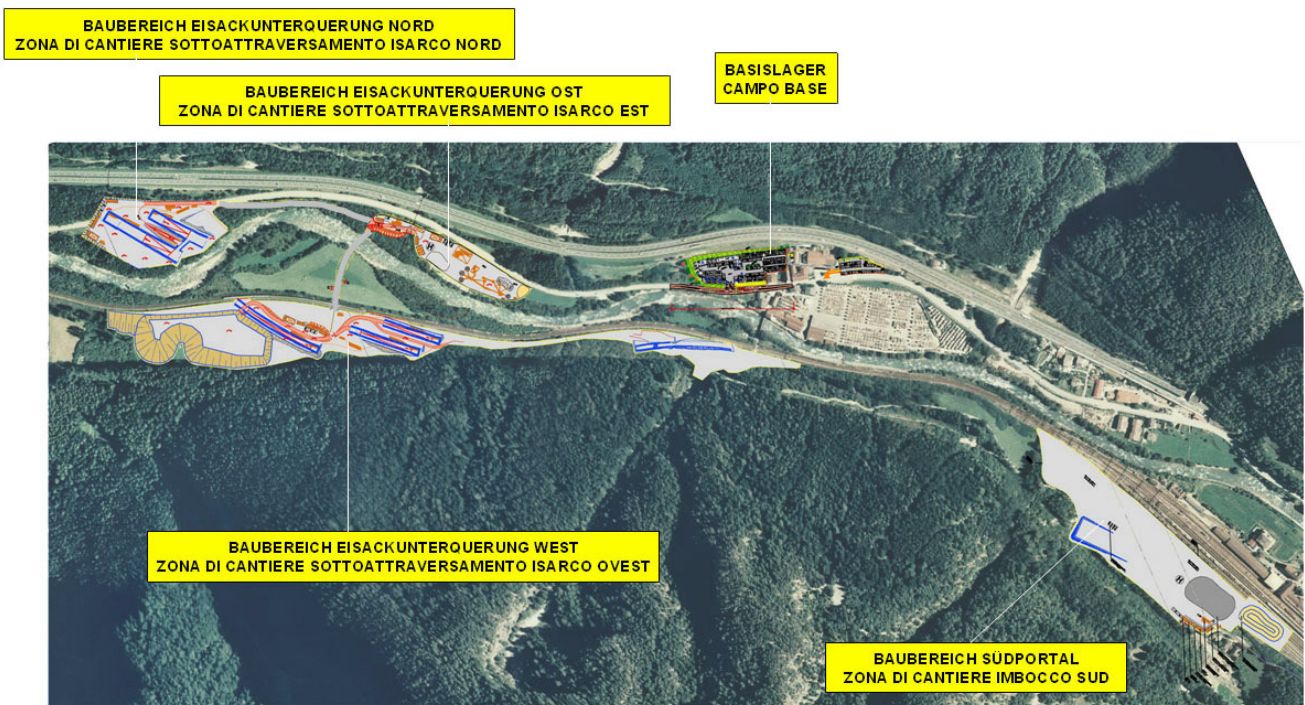 BAUBEREICH EISACKUNTERQUERUNG NORD
ZONA DI CANTIERE SOTTOATTRAVERSAMENTO ISARCO NORD
BASISLAGER
CAMPO BASE
BAUBEREICH EISACKUNTERQUERUNG OST
ZONA DI CANTIERE SOTTOATTRAVERSAMENTO ISARCO EST
BAUBEREICH EISACKUNTERQUERUNG WEST
ZONA DI CANTIERE SOTTOATTRAVERSAMENTO ISARCO OVEST
BAUBEREICH SÜDPORTAL
ZONA DI CANTIERE IMBOCCO SUD